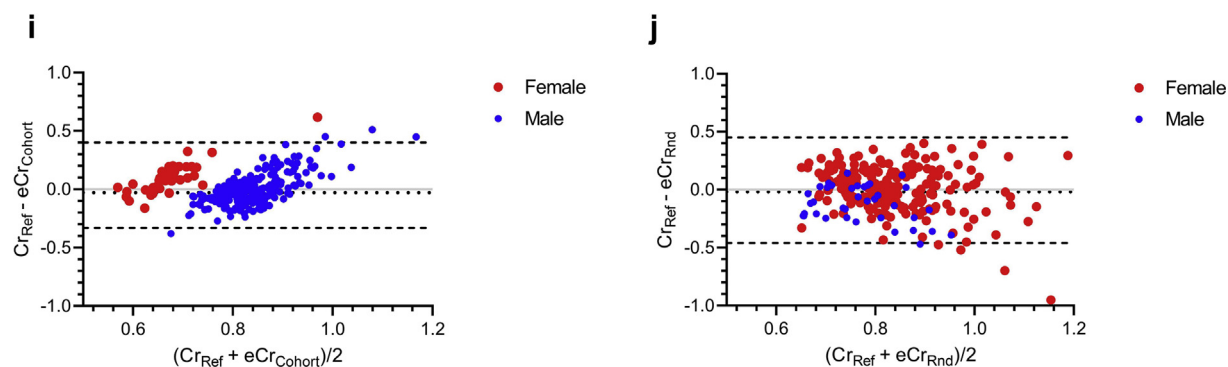 i
1.0
0.5
0.0
-0.5
-1.0
CrRef - eCrCohort
0.6 0.8 1.0 1.2
(CrRef + eCrCohort)/2
Female
Male
j
1.0
0.5
0.0
-0.5
-1.0
CrRef - eCrRnd
0.6 0.8 1.0 1.2
(CrRef + eCrRnd)/2
Female
Male